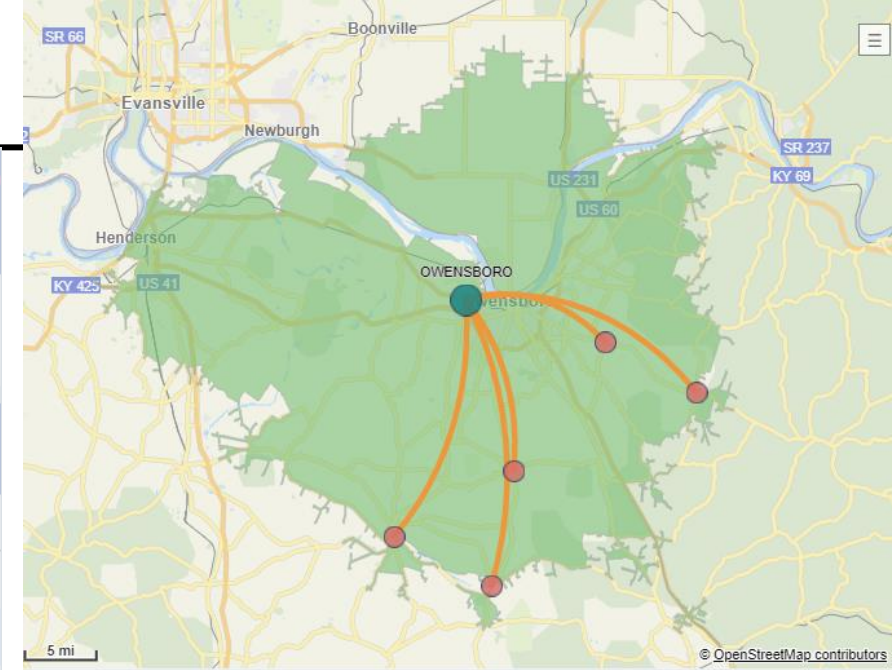 SR 66
Boonville
☰
Evansville
Newburgh
SR 237
US 231
KY 69
US 60
Henderson
OWENSBORO
KY 425
US 41
5 mi
© OpenStreetMap contributors